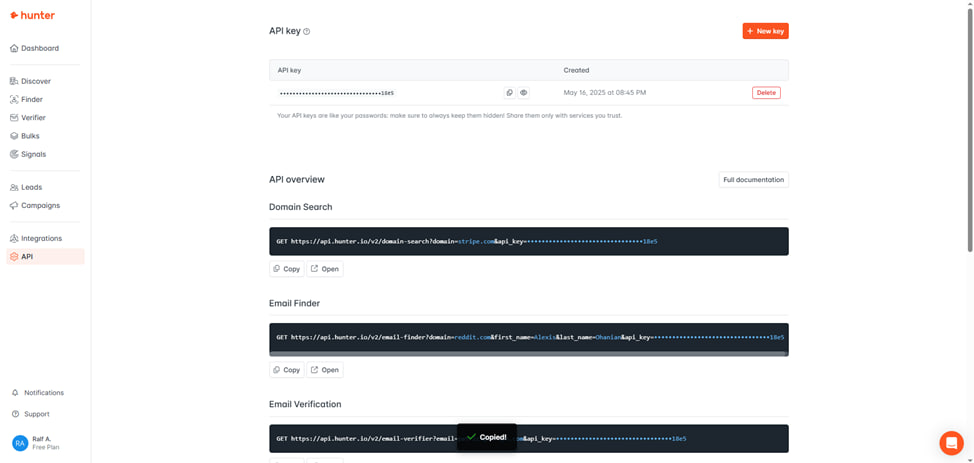 hunter
Dashboard
Discover
Finder
Verifier
Bulks
Signals
Leads
Campaigns
Integrations
API
Notifications
Support
RA
Ralf A.
Free Plan
API key
+ New key
API key Created
••••••••••••••••••••••••••••••••18e5 May 16, 2025 at 08:45 PM Delete
Your API keys are like your passwords: make sure to always keep them hidden! Share them only with services you trust.
API overview
Full documentation
Domain Search
GET https://api.hunter.io/v2/domain-search?domain=stripe.com&api_key=••••••••••••••••••••••••••••••••18e5
Copy Open
Email Finder
GET https://api.hunter.io/v2/email-finder?domain=reddit.com&first_name=Alexis&last_name=Ohanian&api_key=••••••••••••••••••••••••••••••••18e5
Copy Open
Email Verification
GET https://api.hunter.io/v2/email-verifier?email= &api_key=••••••••••••••••••••••••••••••••18e5
Copied!